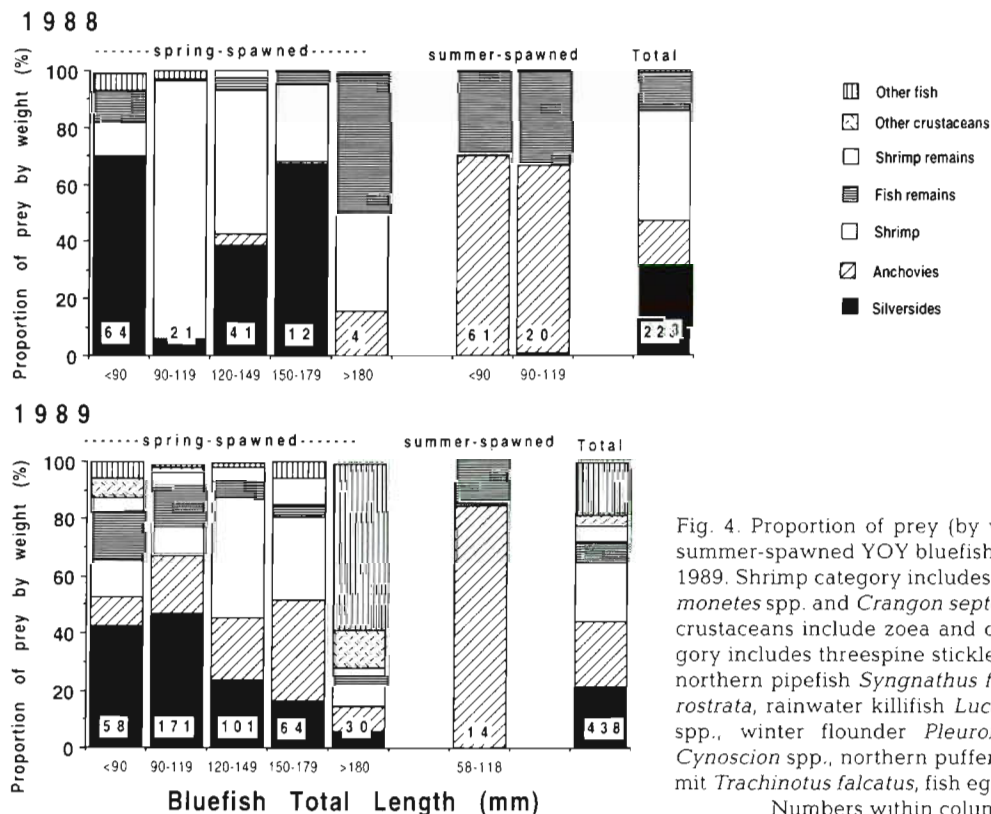 1988
------spring-spawned------- summer-spawned Total
Proportion of prey by weight (%)
100
80
60
40
20
0
64 21 41 12 4 61 20 223
<90 90-119 120-149 150-179 >180 <90 90-119
Other fish
Other crustaceans
Shrimp remains
Fish remains
Shrimp
Anchovies
Silversides
1989
-------spring-spawned------- summer-spawned Total
Proportion of prey by weight (%)
100
80
60
40
20
0
58 171 101 64 30 14 438
<90 90-119 120-149 150-179 >180 58-118
Bluefish Total Length (mm)
Fig. 4. Proportion of prey (by
summer-spawned YOY bluefish
1989. Shrimp category includes
monetes spp. and Crangon sept
crustaceans include zoea and
gory includes threespine stickle
northern pipefish Syngnathus f
rostrata, rainwater killifish Luc
spp., winter flounder Pleuro
Cynoscion spp., northern puffer
mit Trachinotus falcatus, fish eg
Numbers within colum